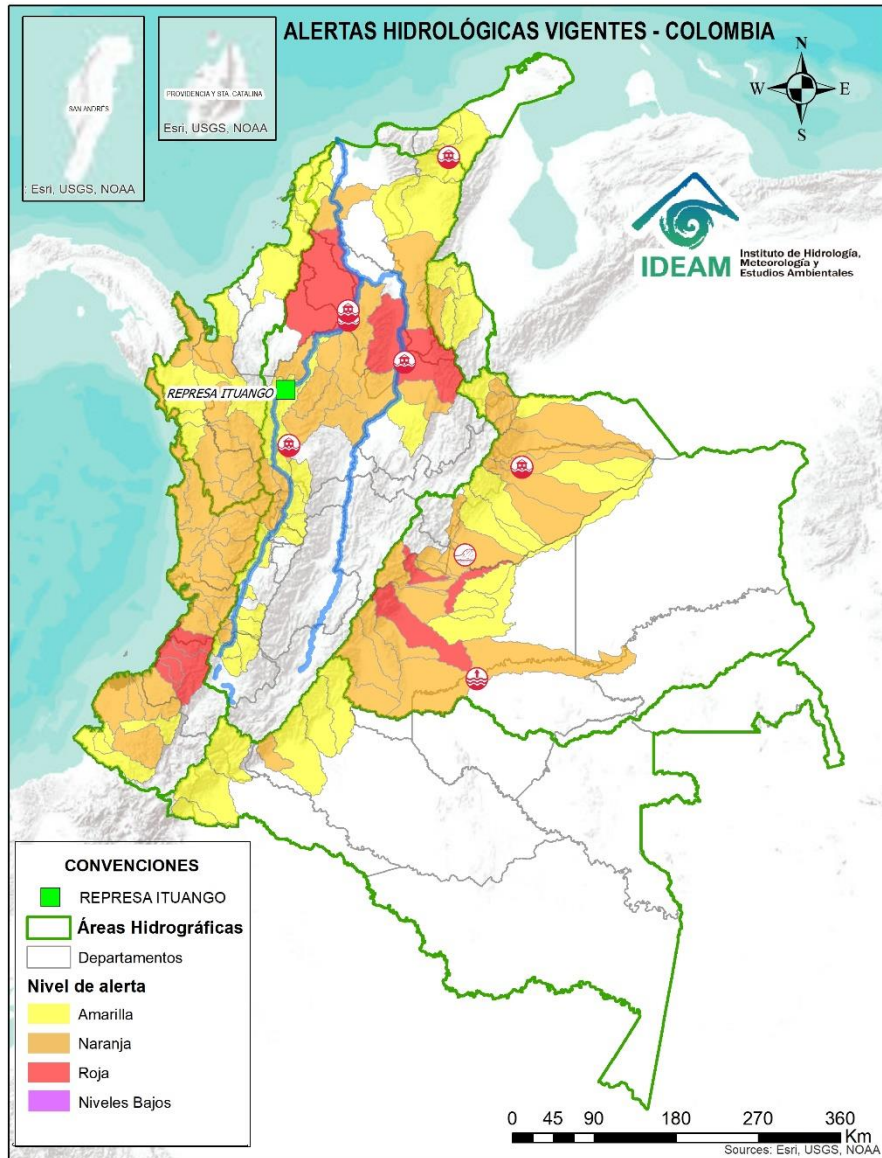 ALERTAS HIDROLÓGICAS VIGENTES - COLOMBIA
SAN ANDRÉS
: Esri, USGS, NOAA
PROVIDENCIA Y STA. CATALINA
Esri, USGS, NOAA
N
W
E
S
IDEAM
Instituto de Hidrología,
Meteorología y
Estudios Ambientales
REPRESA ITUANGO
CONVENCIONES
REPRESA ITUANGO
Áreas Hidrográficas
Departamentos
Nivel de alerta
Amarilla
Naranja
Roja
Niveles Bajos
0 45 90 180 270 360
Km
Sources: Esri, USGS, NOAA